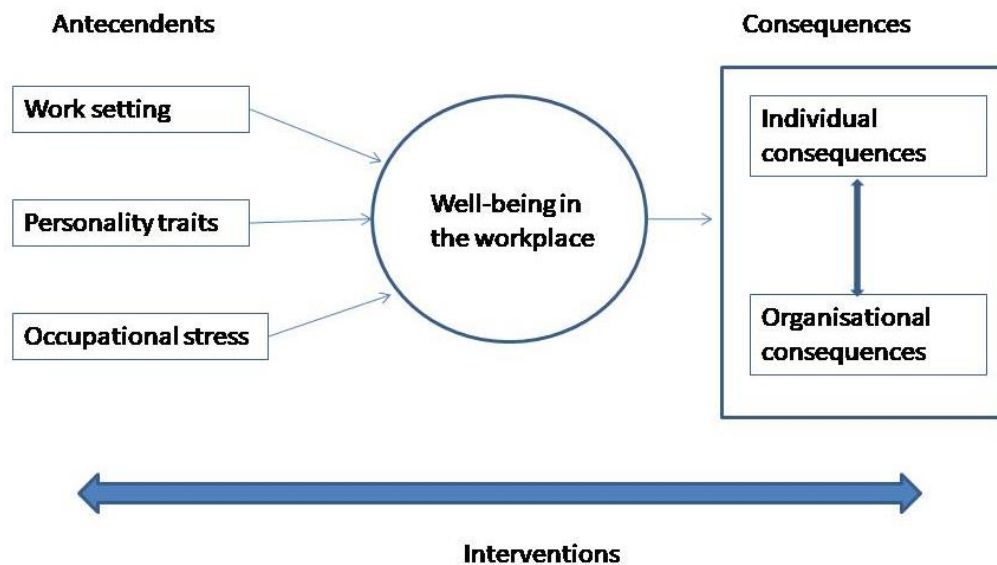 Antecendents
Consequences
Work setting
Personality traits
Occupational stress
Well-being in
the workplace
Individual
consequences
Organisational
consequences
Interventions